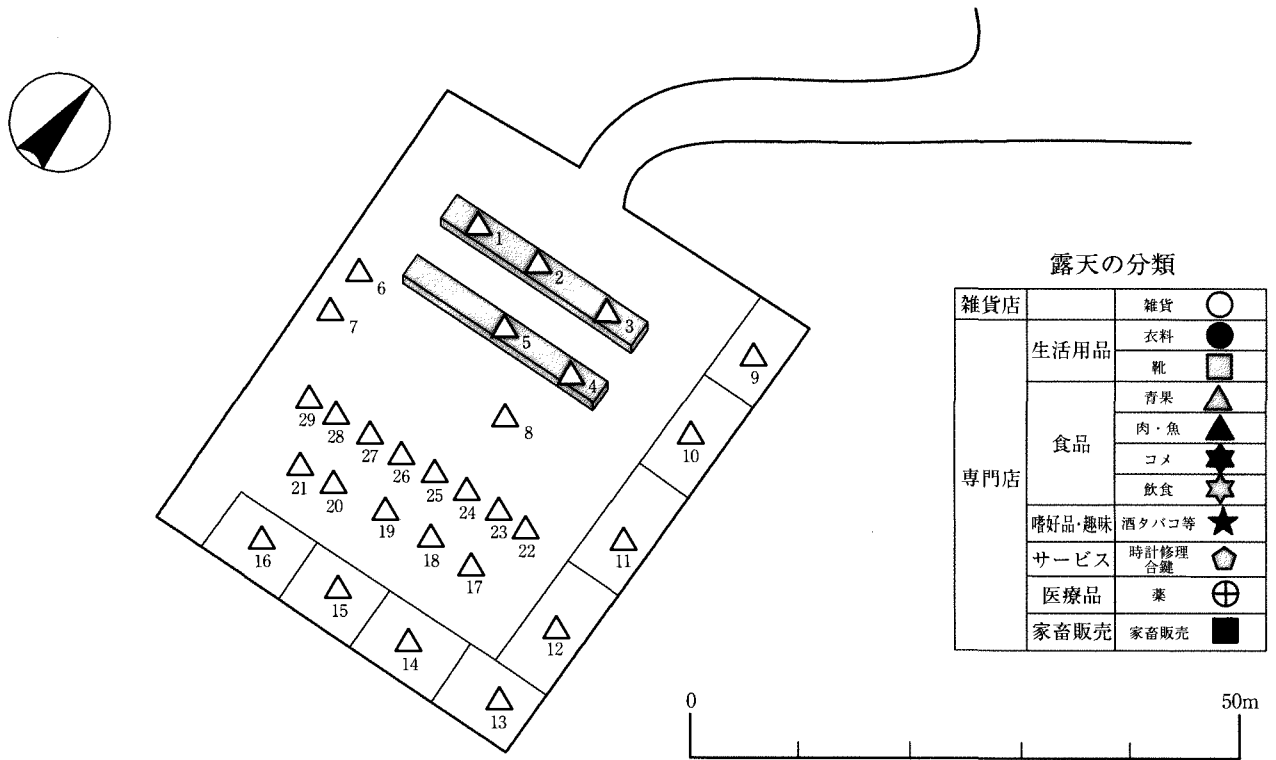 1
2
3
4
5
6
7
8
9
10
11
12
13
14
15
16
17
18
19
20
21
22
23
24
25
26
27
28
29
露天の分類
雑貨店 雑貨
専門店
生活用品 衣料
靴
食品 青果
肉・魚
コメ
飲食
嗜好品・趣味 酒タバコ等
サービス 時計修理
合鍵
医療品 薬
家畜販売 家畜販売
0 50m